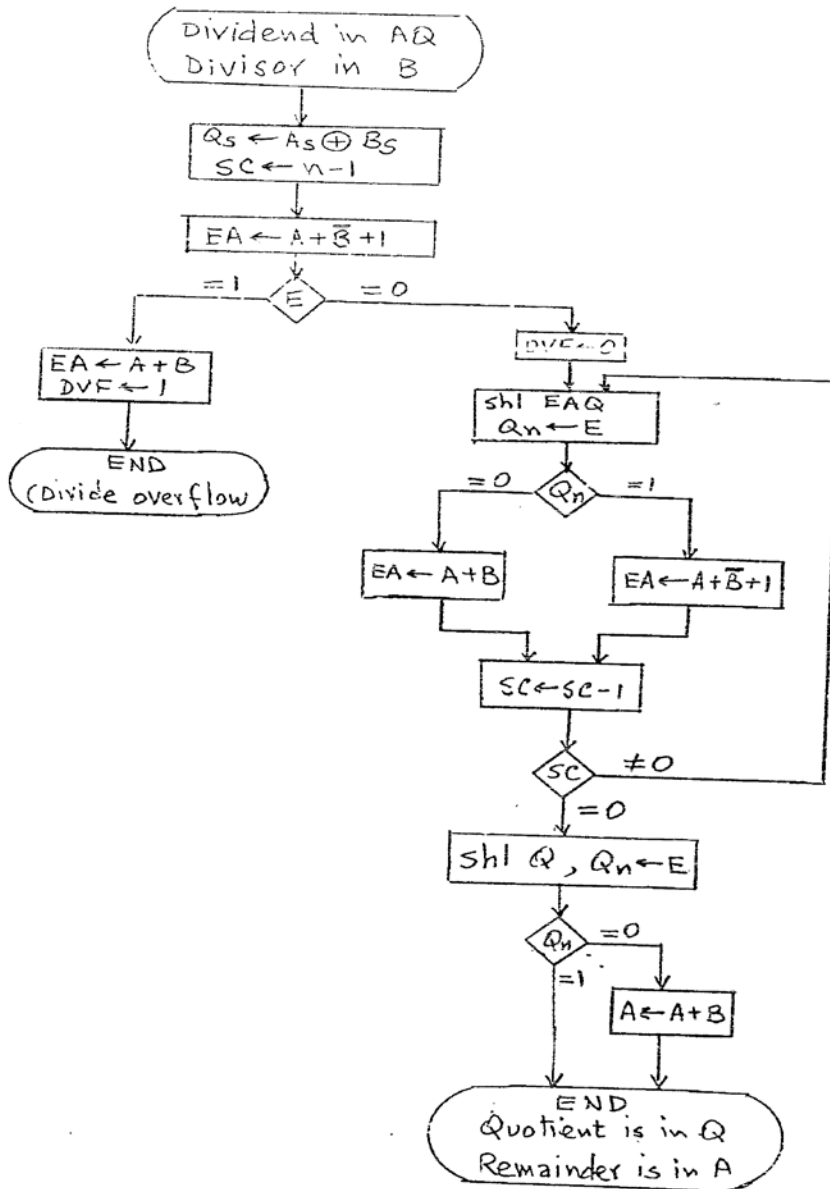 Dividend in AQ
Divisor in B
Qs ← As ⊕ Bs
SC ← n-1
EA ← A + B̅ + 1
=1
E
=0
EA ← A + B
DVF ← 1
END
(Divide overflow
DVF ← 0
shl EAQ
Qn ← E
=0
Qn
=1
EA ← A + B
EA ← A + B̅ + 1
SC ← SC - 1
SC
≠0
=0
shl Q, Qn ← E
Qn
=0
=1
A ← A + B
END
Quotient is in Q
Remainder is in A